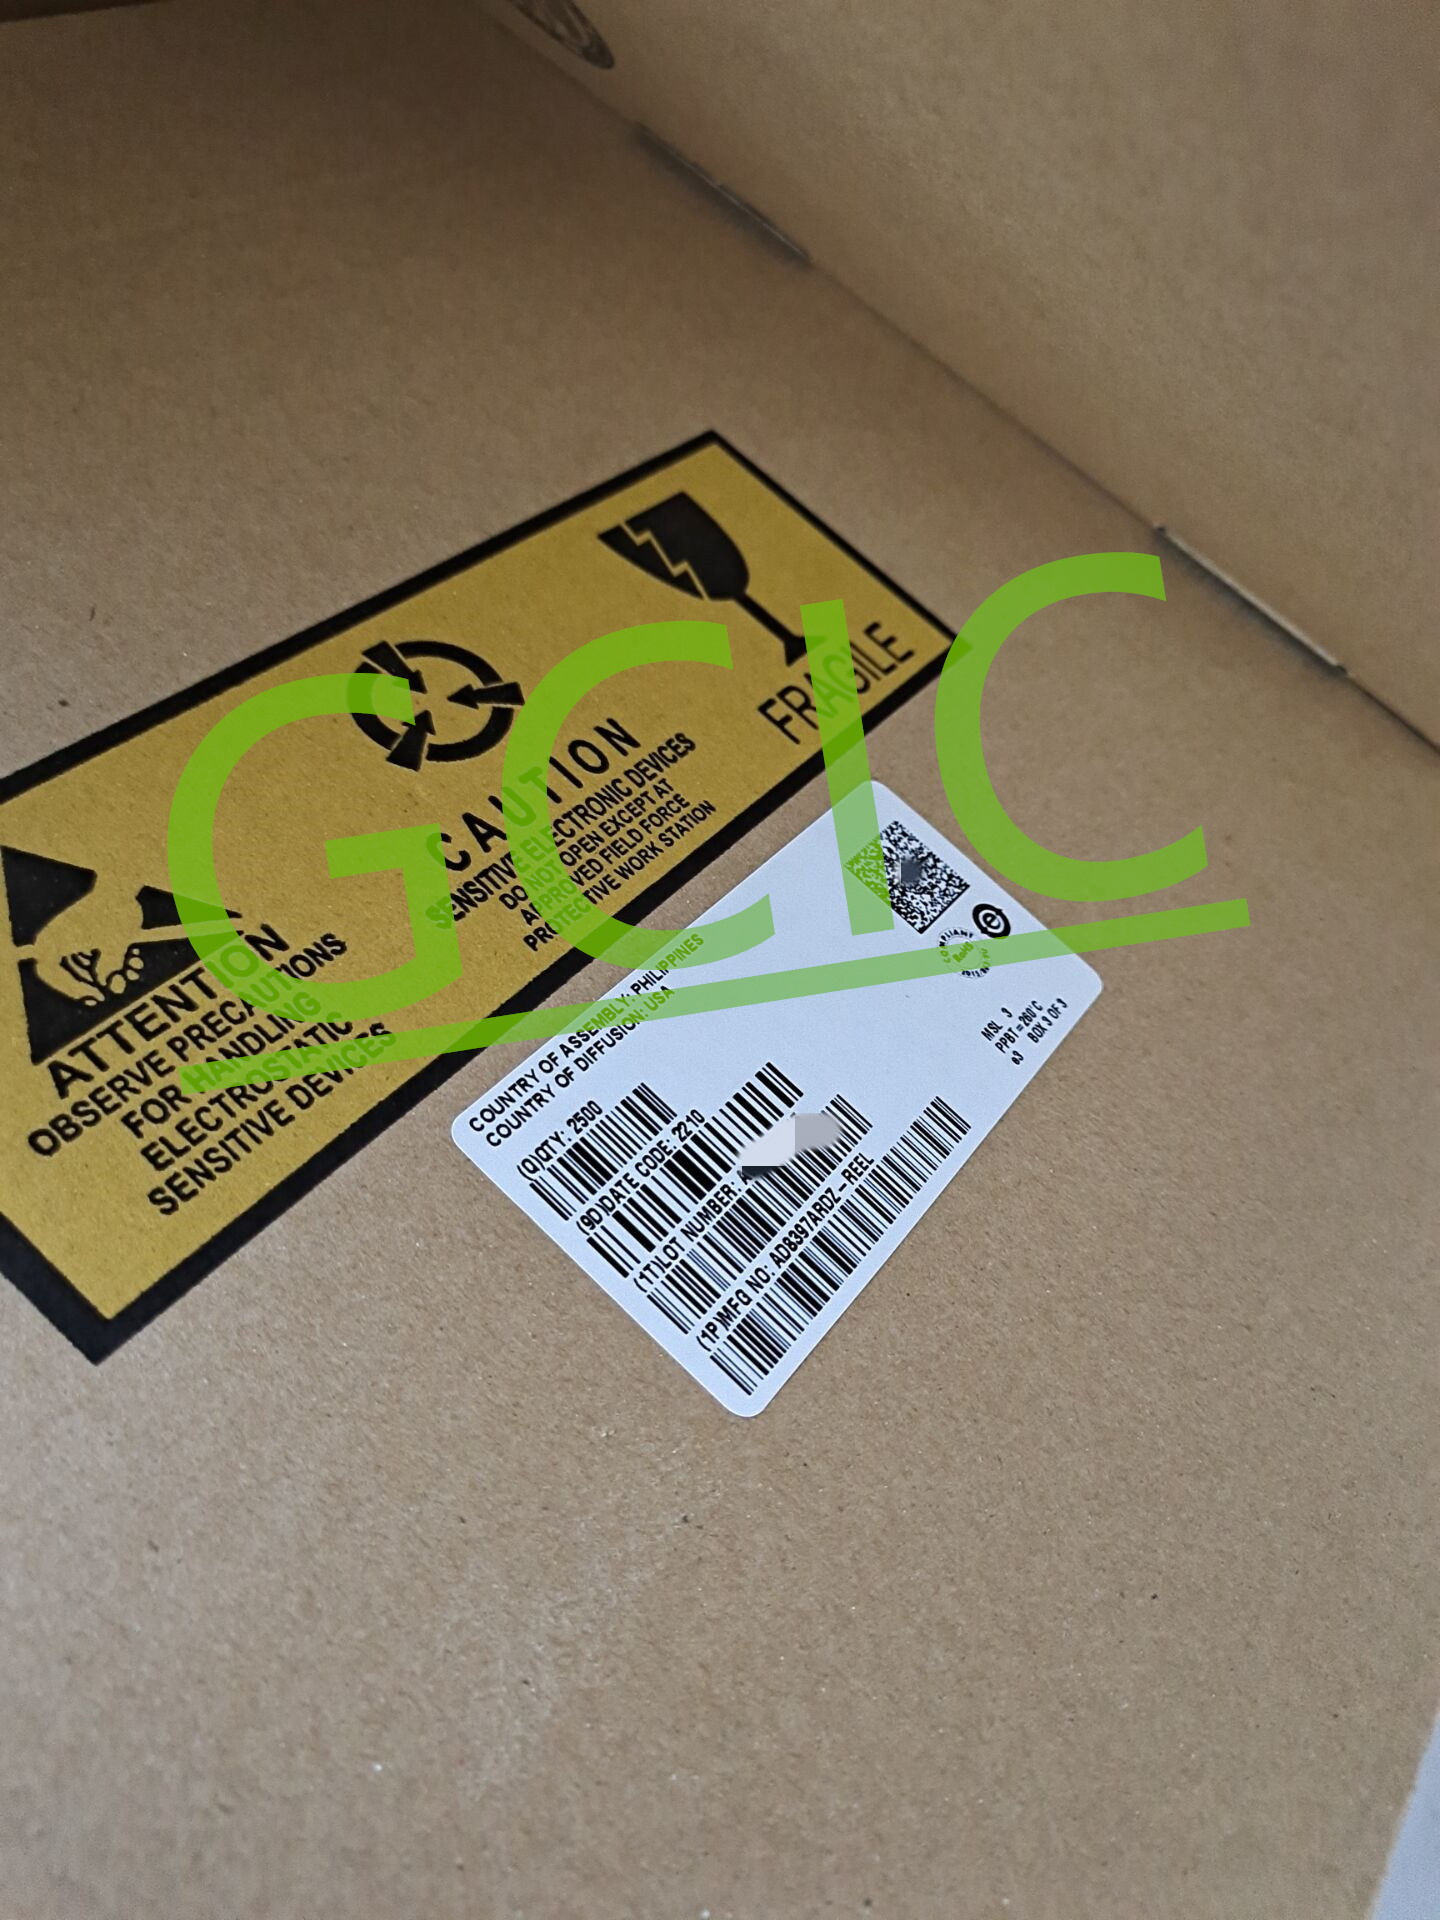 ATTENTION
OBSERVE PRECAUTIONS
FOR HANDLING
ELECTROSTATIC
SENSITIVE DEVICES
CAUTION
SENSITIVE ELECTRONIC DEVICES
DO NOT OPEN EXCEPT AT
APPROVED FIELD FORCE
PROTECTIVE WORK STATION
FRAGILE
GCIC
COUNTRY OF ASSEMBLY: PHILIPPINES
COUNTRY OF DIFFUSION: USA
(Q)QTY: 2500
(9D)DATE CODE: 2210
(1T)LOT NUMBER:
(1P)MFG NO: AD8397ARDZ-REEL
COMPLIANT
RoHS
e
MSL 3
PPBT=260°C
e3 BOX 3 OF 3